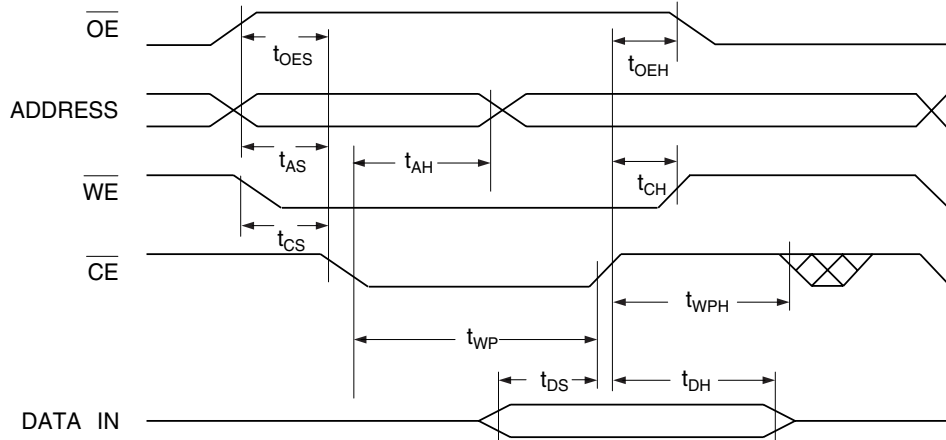 OE
tOES
tOEH
ADDRESS
tAS
tAH
WE
tCH
tCS
CE
tWPH
tWP
tDS
tDH
DATA IN